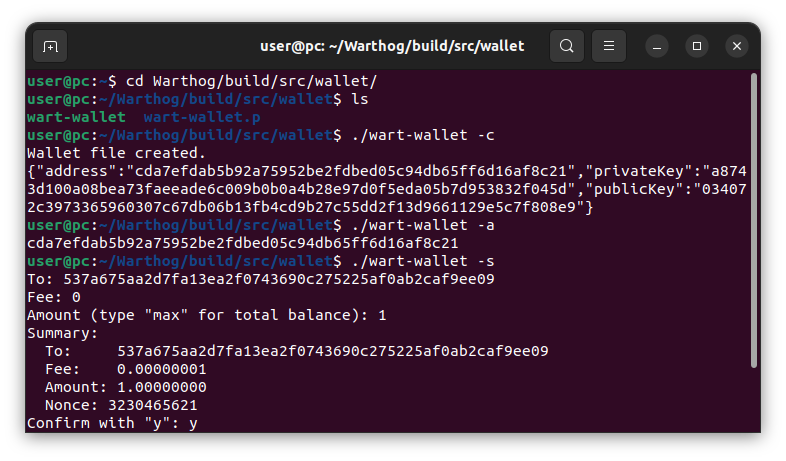 user@pc: ~/Warthog/build/src/wallet
user@pc:~$ cd Warthog/build/src/wallet/
user@pc:~/Warthog/build/src/wallet$ ls
wart-wallet  wart-wallet.p
user@pc:~/Warthog/build/src/wallet$ ./wart-wallet -c
Wallet file created.
{"address":"cda7efdab5b92a75952be2fdbed05c94db65ff6d16af8c21","privateKey":"a874
3d100a08bea73faeeade6c009b0b0a4b28e97d0f5eda05b7d953832f045d","publicKey":"03407
2c3973365960307c67db06b13fb4cd9b27c55dd2f13d9661129e5c7f808e9"}
user@pc:~/Warthog/build/src/wallet$ ./wart-wallet -a
cda7efdab5b92a75952be2fdbed05c94db65ff6d16af8c21
user@pc:~/Warthog/build/src/wallet$ ./wart-wallet -s
To: 537a675aa2d7fa13ea2f0743690c275225af0ab2caf9ee09
Fee: 0
Amount (type "max" for total balance): 1
Summary:
  To:     537a675aa2d7fa13ea2f0743690c275225af0ab2caf9ee09
  Fee:    0.00000001
  Amount: 1.00000000
  Nonce: 3230465621
Confirm with "y": y